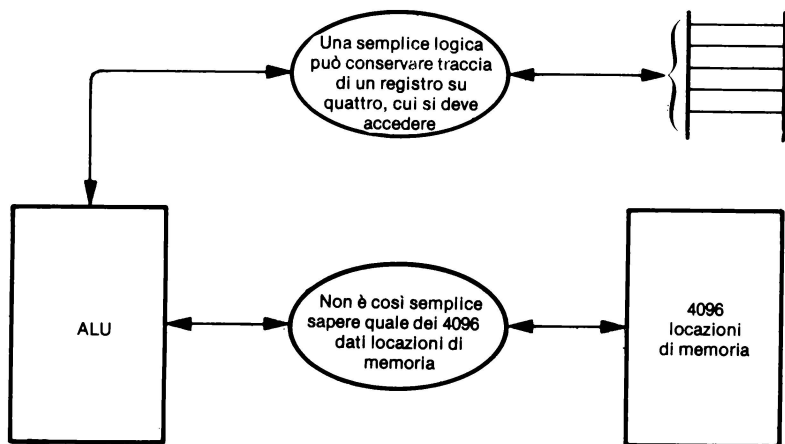 Una semplice logica
può conservare traccia
di un registro su
quattro, cui si deve
accedere
ALU
Non è così semplice
sapere quale dei 4096
dati locazioni di
memoria
4096
locazioni
di memoria